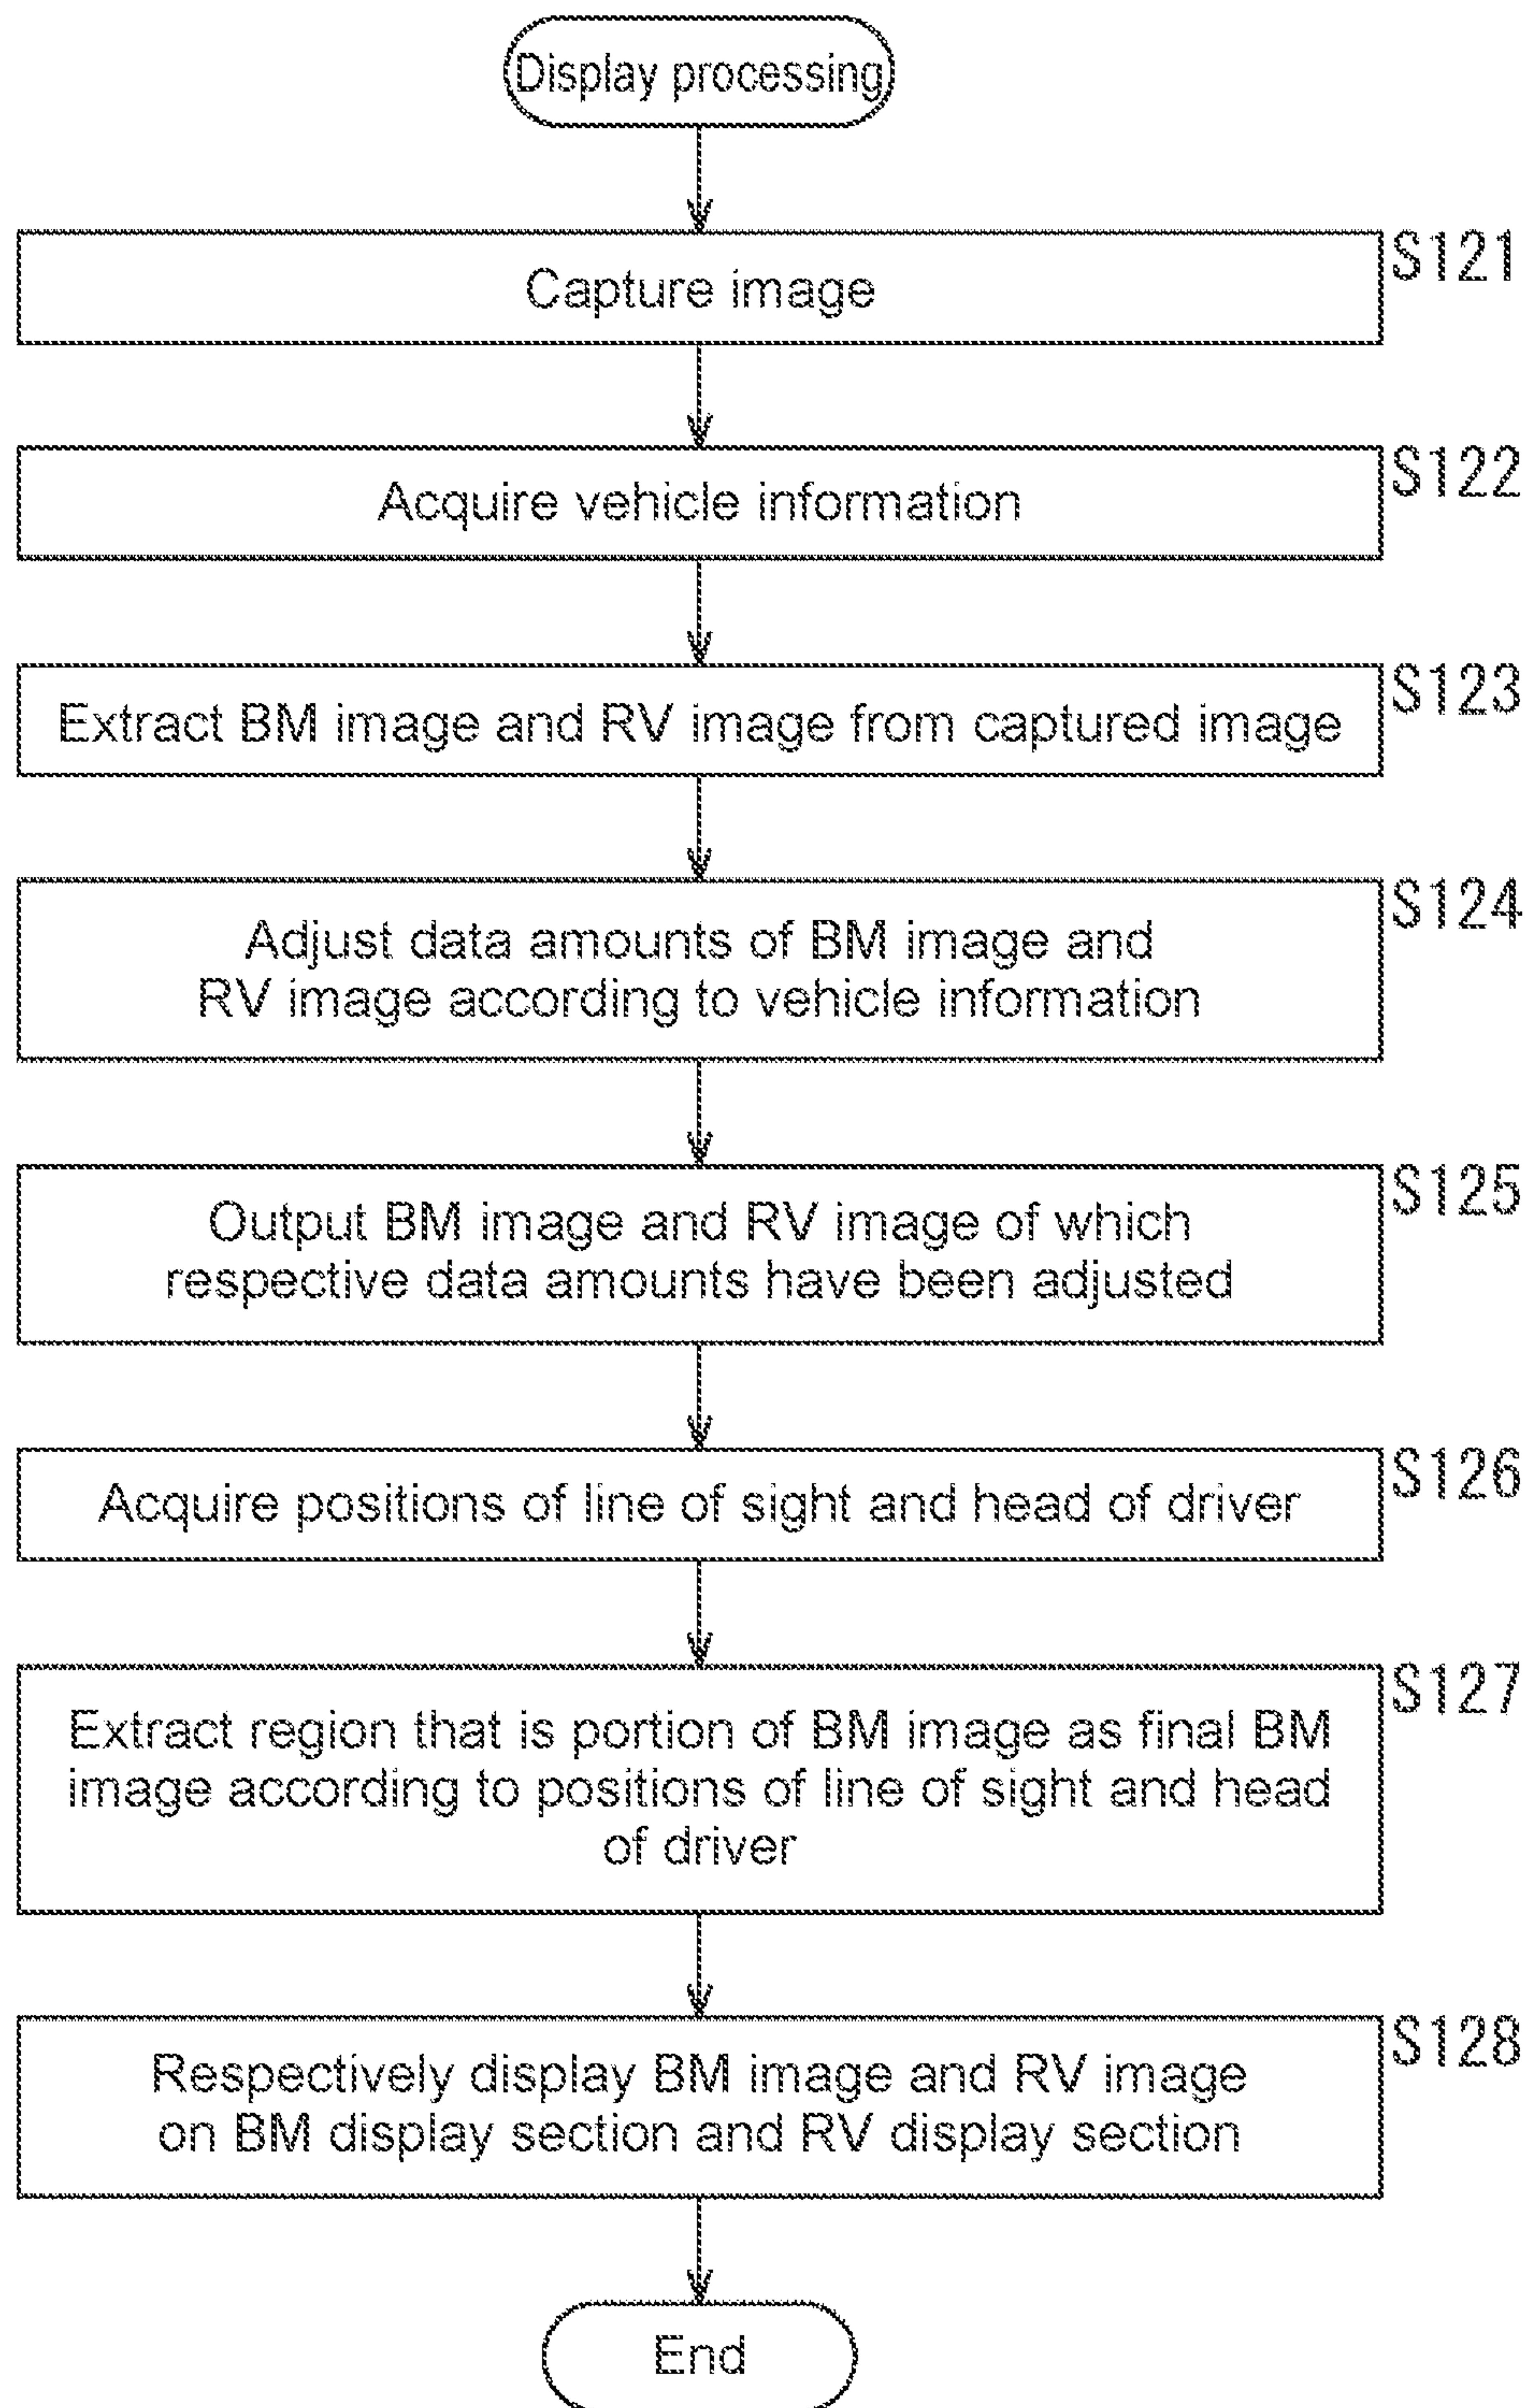 Display processing
S121
Capture image
S122
Acquire vehicle information
S123
Extract BM image and RV image from captured image
S124
Adjust data amounts of BM image and
RV image according to vehicle information
S125
Output BM image and RV image of which
respective data amounts have been adjusted
S126
Acquire positions of line of sight and head of driver
S127
Extract region that is portion of BM image as final BM
image according to positions of line of sight and head
of driver
S128
Respectively display BM image and RV image
on BM display section and RV display section
End